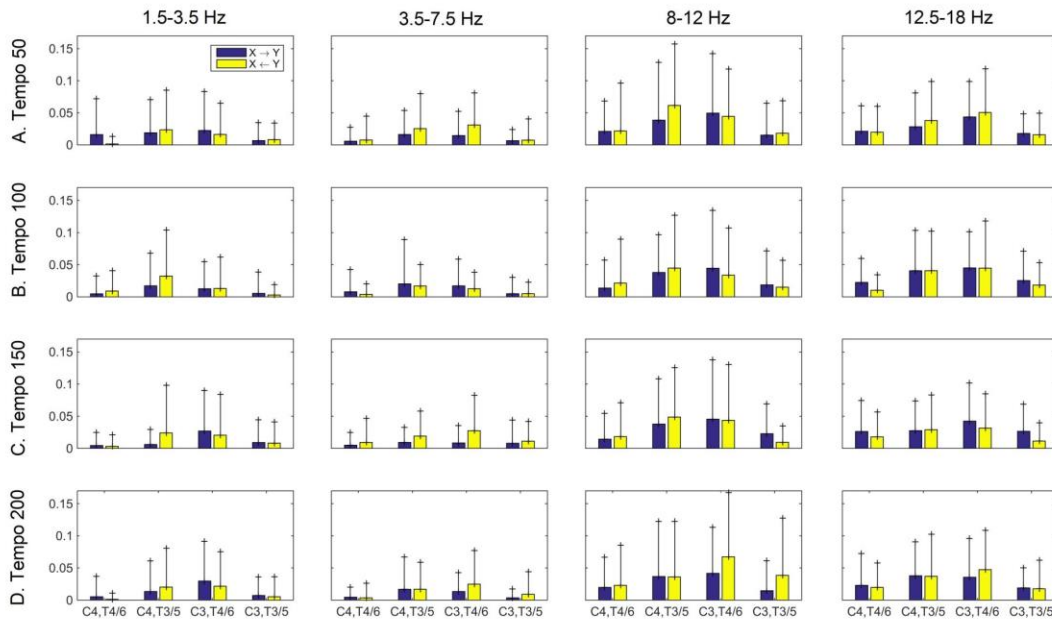 1.5-3.5 Hz 3.5-7.5 Hz 8-12 Hz 12.5-18 Hz
A. Tempo 50
0.15
0.1
0.05
0
X → Y
X ← Y
B. Tempo 100
0.15
0.1
0.05
0
C. Tempo 150
0.15
0.1
0.05
0
D. Tempo 200
0.15
0.1
0.05
0
C4,T4/6 C4,T3/5 C3,T4/6 C3,T3/5 C4,T4/6 C4,T3/5 C3,T4/6 C3,T3/5 C4,T4/6 C4,T3/5 C3,T4/6 C3,T3/5 C4,T4/6 C4,T3/5 C3,T4/6 C3,T3/5